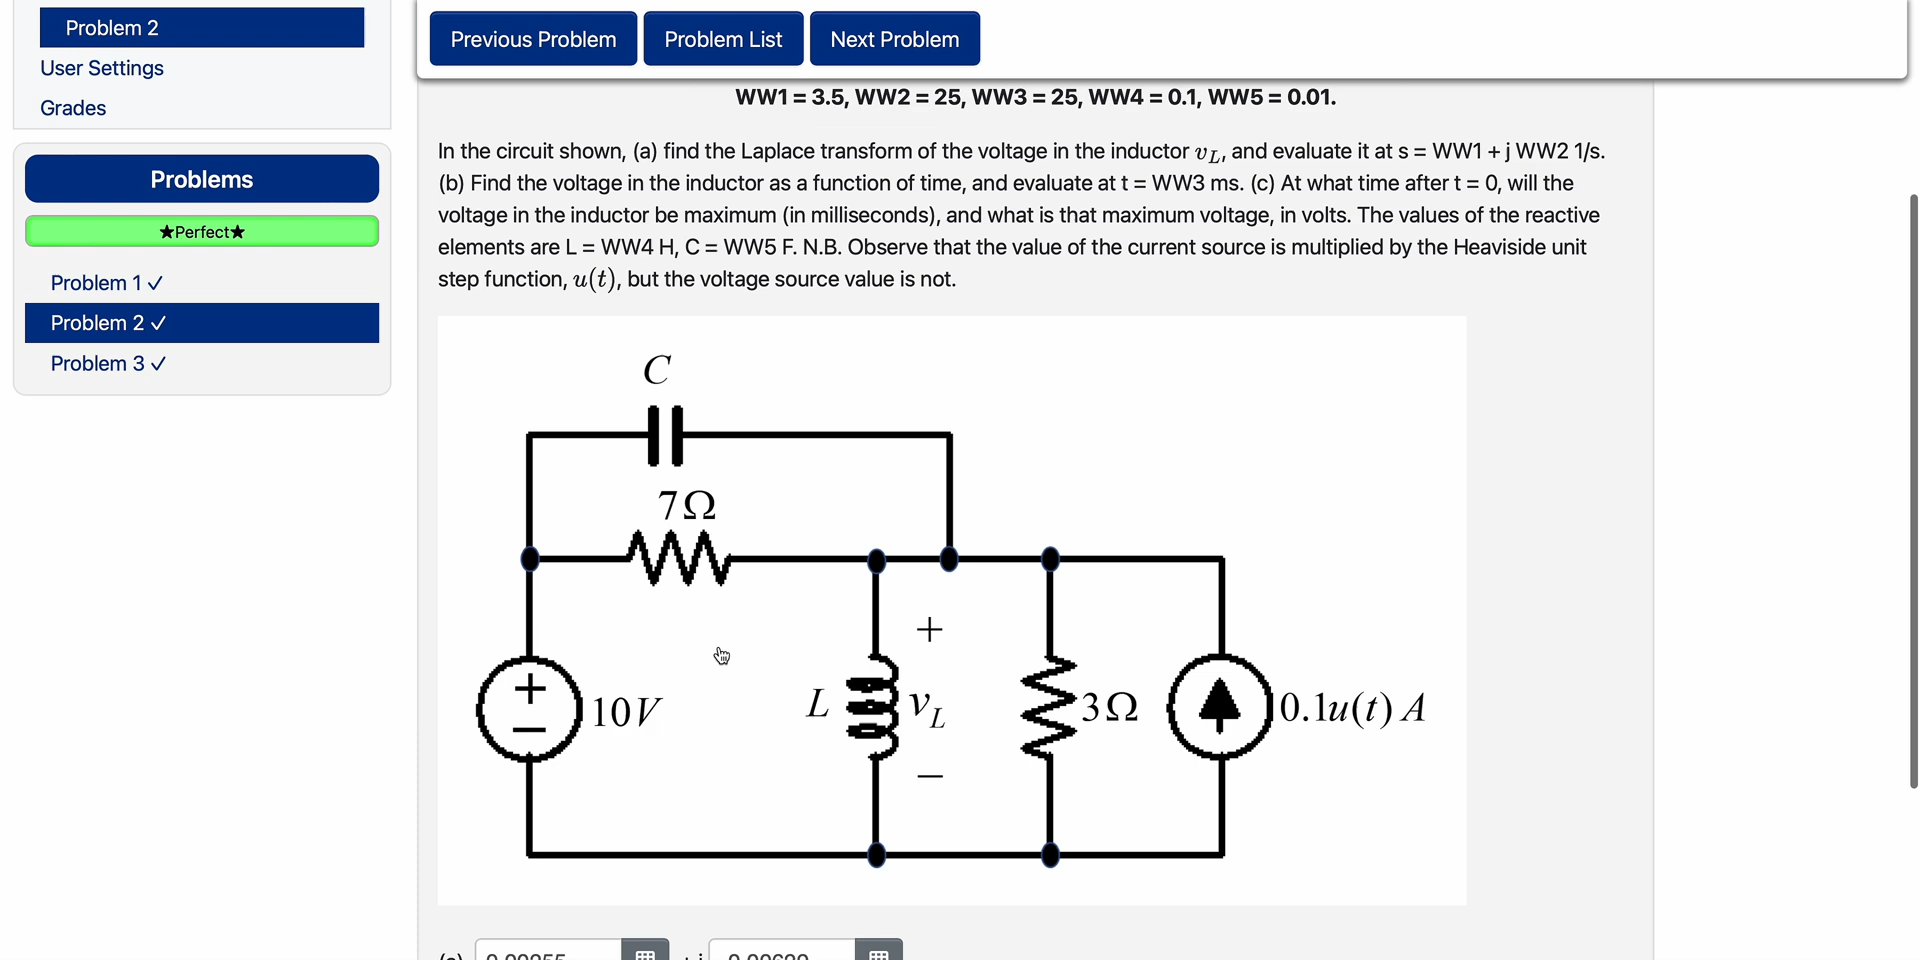 Problem 2
User Settings
Grades
Problems
★Perfect★
Problem 1 ✓
Problem 2 ✓
Problem 3 ✓
Previous Problem
Problem List
Next Problem
WW1 = 3.5, WW2 = 25, WW3 = 25, WW4 = 0.1, WW5 = 0.01.
In the circuit shown, (a) find the Laplace transform of the voltage in the inductor v_L, and evaluate it at s = WW1 + j WW2 1/s.
(b) Find the voltage in the inductor as a function of time, and evaluate at t = WW3 ms. (c) At what time after t = 0, will the
voltage in the inductor be maximum (in milliseconds), and what is that maximum voltage, in volts. The values of the reactive
elements are L = WW4 H, C = WW5 F. N.B. Observe that the value of the current source is multiplied by the Heaviside unit
step function, u(t), but the voltage source value is not.
C
7Ω
+
+
−
10V
L
v_L
−
3Ω
0.1u(t) A